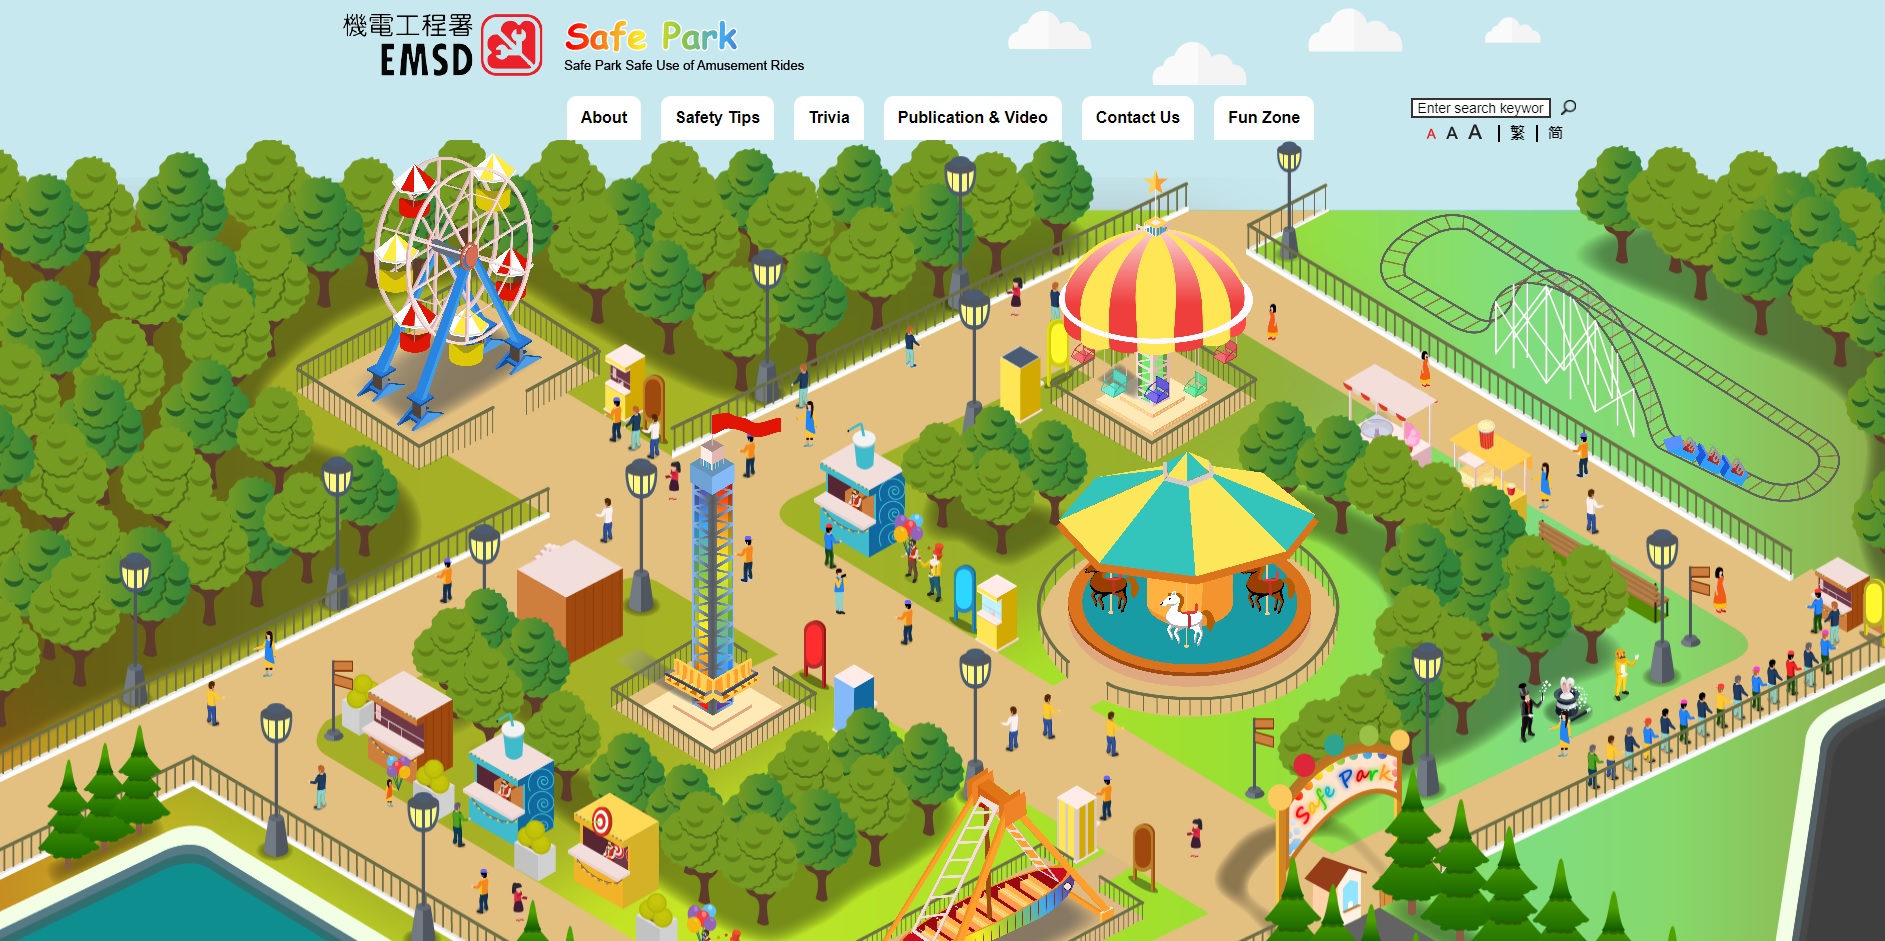 機電工程署
EMSD
Safe Park
Safe Park Safe Use of Amusement Rides
About
Safety Tips
Trivia
Publication & Video
Contact Us
Fun Zone
Enter search keywor
A A A | 繁 | 简
Safe Park